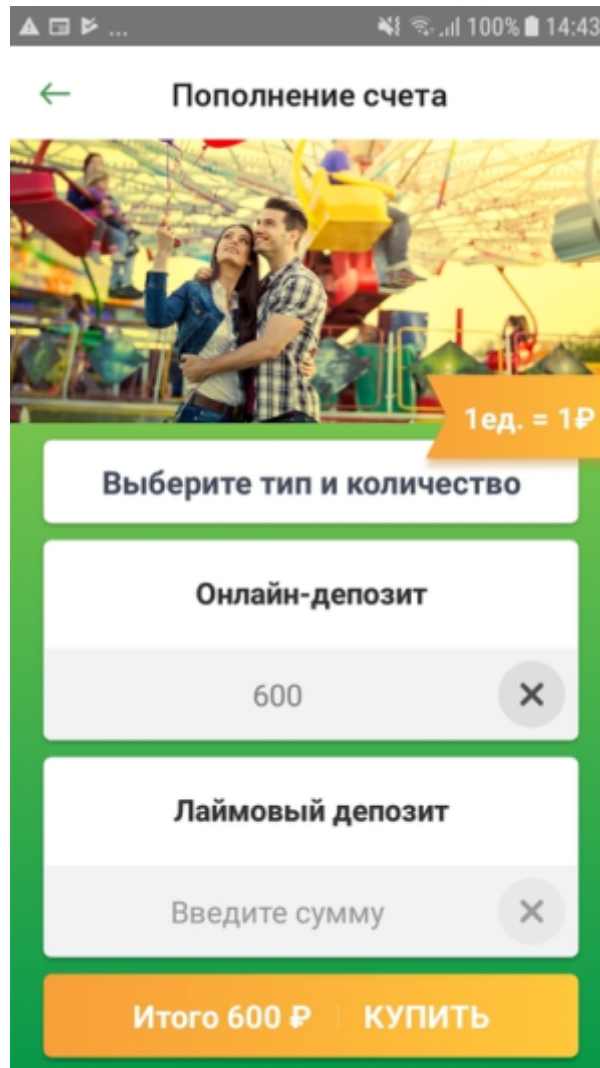 ... 100% 14:43
Пополнение счета
1ед. = 1₽
Выберите тип и количество
Онлайн-депозит
600
Лаймовый депозит
Введите сумму
Итого 600 ₽ КУПИТЬ